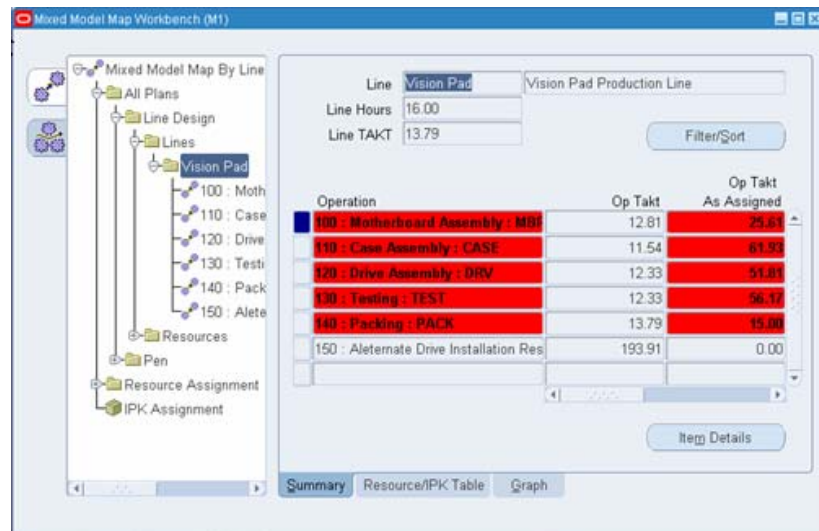 Mixed Model Map Workbench (M1)
Mixed Model Map By Line
All Plans
Line Design
Lines
Vision Pad
100 : Moth
110 : Case
120 : Drive
130 : Testi
140 : Pack
150 : Alete
Resources
Pen
Resource Assignment
IPK Assignment
Line Vision Pad Vision Pad Production Line
Line Hours 16.00
Line TAKT 13.79
Filter/Sort
Operation Op Takt Op Takt As Assigned
100 : Motherboard Assembly : MBR 12.81 25.61
110 : Case Assembly : CASE 11.54 61.93
120 : Drive Assembly : DRV 12.33 51.81
130 : Testing : TEST 12.33 56.17
140 : Packing : PACK 13.79 15.00
150 : Aleternate Drive Installation Res 193.91 0.00
Item Details
Summary Resource/IPK Table Graph